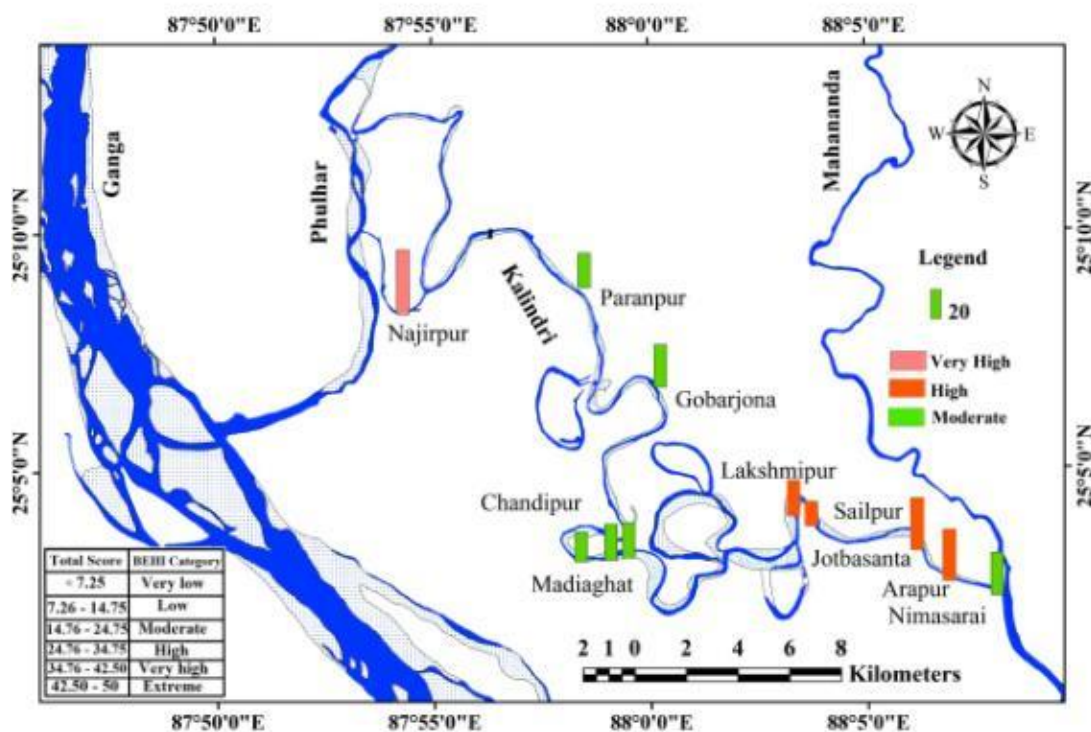 87°50'0"E 87°55'0"E 88°0'0"E 88°5'0"E
25°10'0"N
25°5'0"N
25°10'0"N
25°5'0"N
Ganga
Phulhar
Kalindri
Mahananda
N
W E
S
Legend
20
Very High
High
Moderate
Najirpur
Paranpur
Gobarjona
Lakshmipur
Chandipur
Sailpur
Jotbasanta
Madiaghat
Arapur
Nimasarai
Total Score BEHI Category
< 7.25 Very low
7.26 - 14.75 Low
14.76 - 24.75 Moderate
24.76 - 34.75 High
34.76 - 42.50 Very high
42.50 - 50 Extreme
2 1 0 2 4 6 8
Kilometers
87°50'0"E 87°55'0"E 88°0'0"E 88°5'0"E